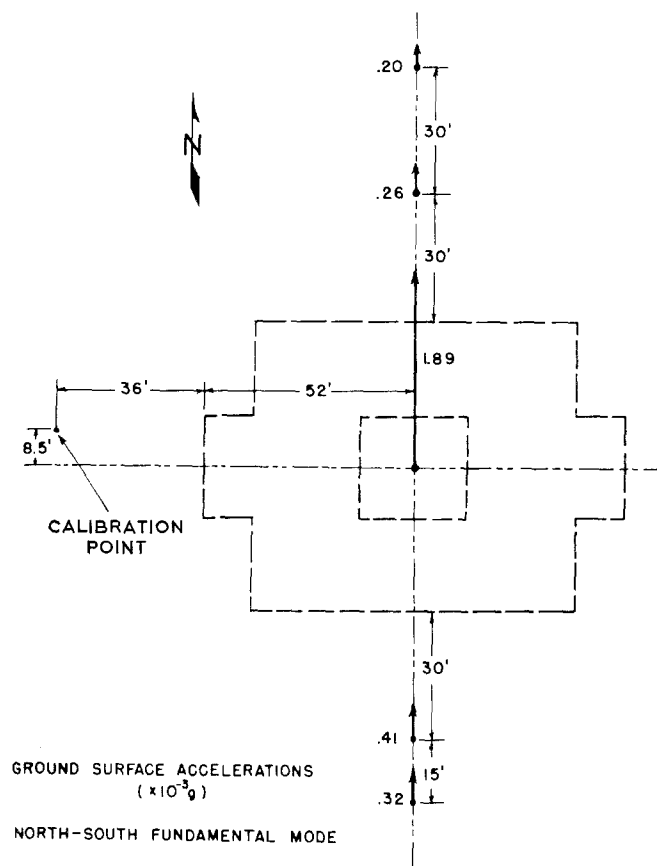 .20
30'
N
.26
30'
1.89
36'
52'
8.5'
CALIBRATION
POINT
30'
.41
15'
.32
GROUND SURFACE ACCELERATIONS
(×10⁻³g)
NORTH-SOUTH FUNDAMENTAL MODE